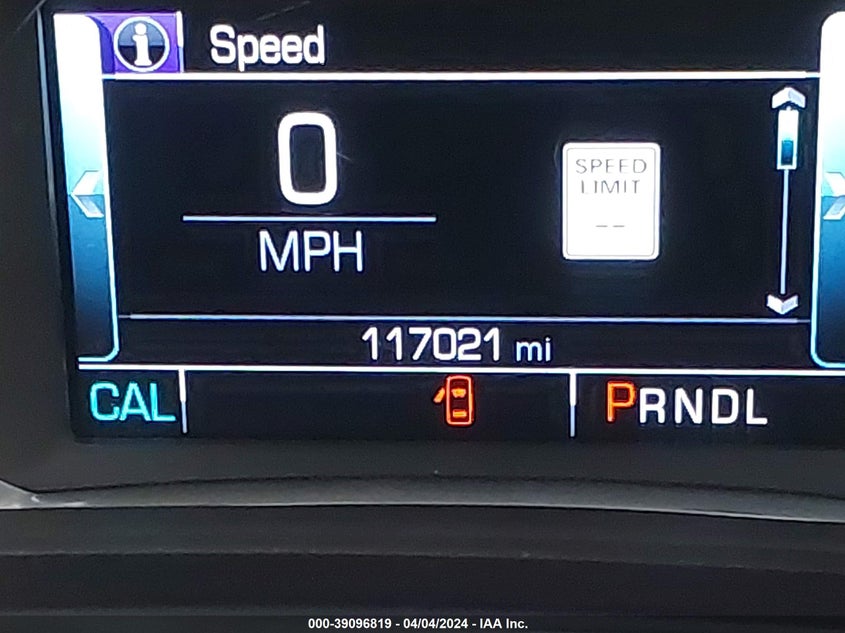 Speed
0
MPH
SPEED
LIMIT
--
117021 mi
CAL
PRNDL
000-39096819 - 04/04/2024 - IAA Inc.